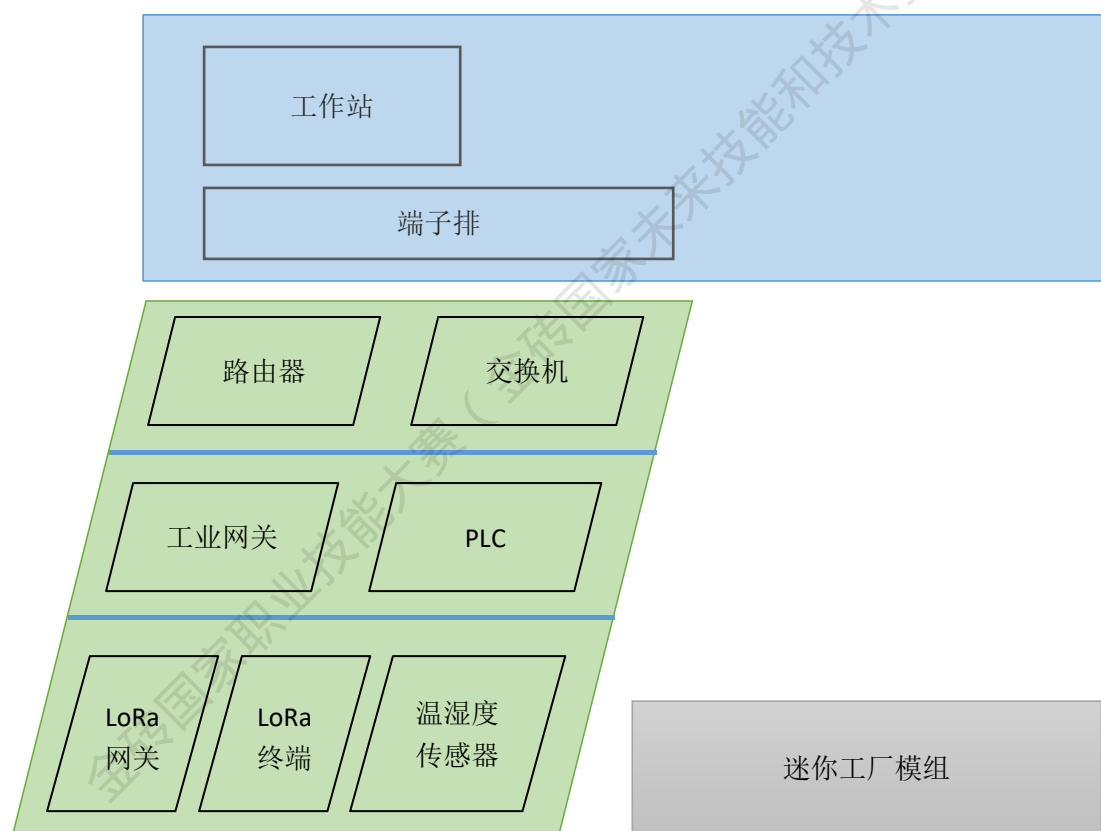 工作站
端子排
路由器
交换机
工业网关
PLC
LoRa
网关
LoRa
终端
温湿度
传感器
迷你工厂模组
金砖国家职业技能大赛（金砖国家未来技能和技术